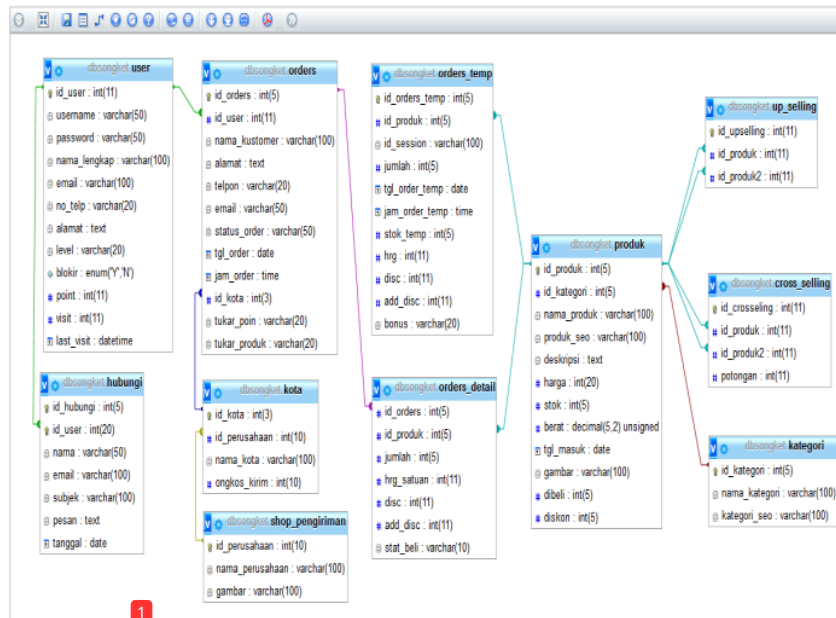 dbsongket user
id_user : int(11)
username : varchar(50)
password : varchar(50)
nama_lengkap : varchar(100)
email : varchar(100)
no_telp : varchar(20)
alamat : text
level : varchar(20)
blokir : enum('Y','N')
point : int(11)
visit : int(11)
last_visit : datetime
dbsongket hubungi
id_hubungi : int(5)
id_user : int(20)
nama : varchar(50)
email : varchar(100)
subjek : varchar(100)
pesan : text
tanggal : date
dbsongket orders
id_orders : int(5)
id_user : int(11)
nama_kustomer : varchar(100)
alamat : text
telpon : varchar(20)
email : varchar(50)
status_order : varchar(50)
tgl_order : date
jam_order : time
id_kota : int(3)
tukar_poin : varchar(20)
tukar_produk : varchar(20)
dbsongket kota
id_kota : int(3)
id_perusahaan : int(10)
nama_kota : varchar(100)
ongkos_kirim : int(10)
dbsongket shop_pengiriman
id_perusahaan : int(10)
nama_perusahaan : varchar(100)
gambar : varchar(100)
dbsongket orders_temp
id_orders_temp : int(5)
id_produk : int(5)
id_session : varchar(100)
jumlah : int(5)
tgl_order_temp : date
jam_order_temp : time
stok_temp : int(5)
hrg : int(11)
disc : int(11)
add_disc : int(11)
bonus : varchar(20)
dbsongket orders_detail
id_orders : int(5)
id_produk : int(5)
jumlah : int(5)
hrg_satuan : int(11)
disc : int(11)
add_disc : int(11)
stat_beli : varchar(10)
dbsongket produk
id_produk : int(5)
id_kategori : int(5)
nama_produk : varchar(100)
produk_seo : varchar(100)
deskripsi : text
harga : int(20)
stok : int(5)
berat : decimal(5,2) unsigned
tgl_masuk : date
gambar : varchar(100)
dibeli : int(5)
diskon : int(5)
dbsongket up_selling
id_upselling : int(11)
id_produk : int(11)
id_produk2 : int(11)
dbsongket cross_selling
id_crosseling : int(11)
id_produk : int(11)
id_produk2 : int(11)
potongan : int(11)
dbsongket kategori
id_kategori : int(5)
nama_kategori : varchar(100)
kategori_seo : varchar(100)
1